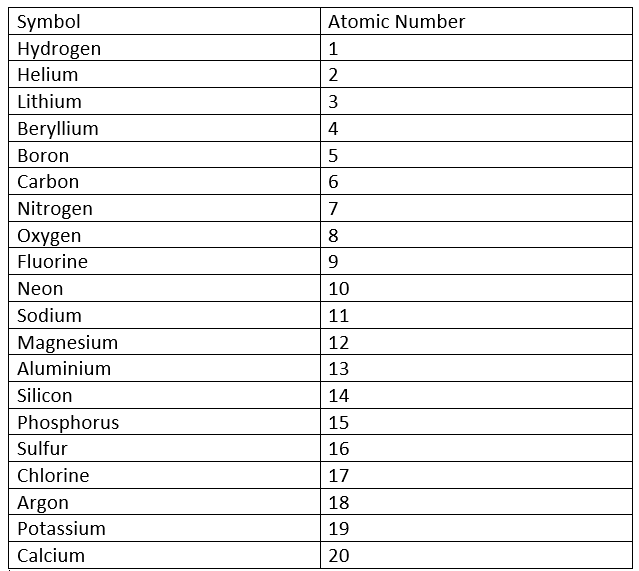 Symbol Atomic Number
Hydrogen 1
Helium 2
Lithium 3
Beryllium 4
Boron 5
Carbon 6
Nitrogen 7
Oxygen 8
Fluorine 9
Neon 10
Sodium 11
Magnesium 12
Aluminium 13
Silicon 14
Phosphorus 15
Sulfur 16
Chlorine 17
Argon 18
Potassium 19
Calcium 20